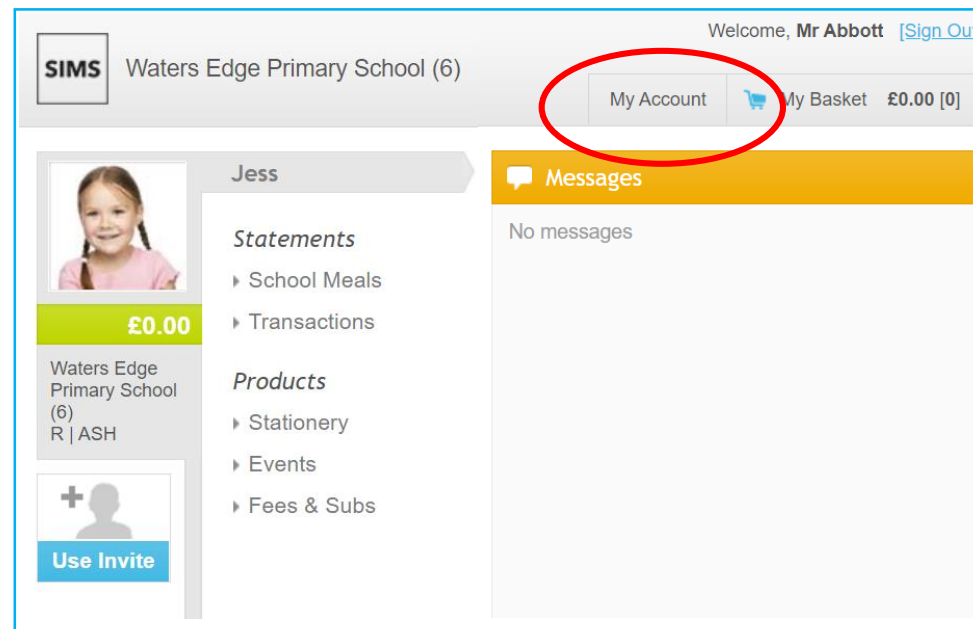 Welcome, Mr Abbott [Sign Ou
SIMS Waters Edge Primary School (6)
My Account My Basket £0.00 [0]
Jess
Statements
School Meals
Transactions
Products
Stationery
Events
Fees & Subs
£0.00
Waters Edge
Primary School
(6)
R | ASH
Use Invite
Messages
No messages